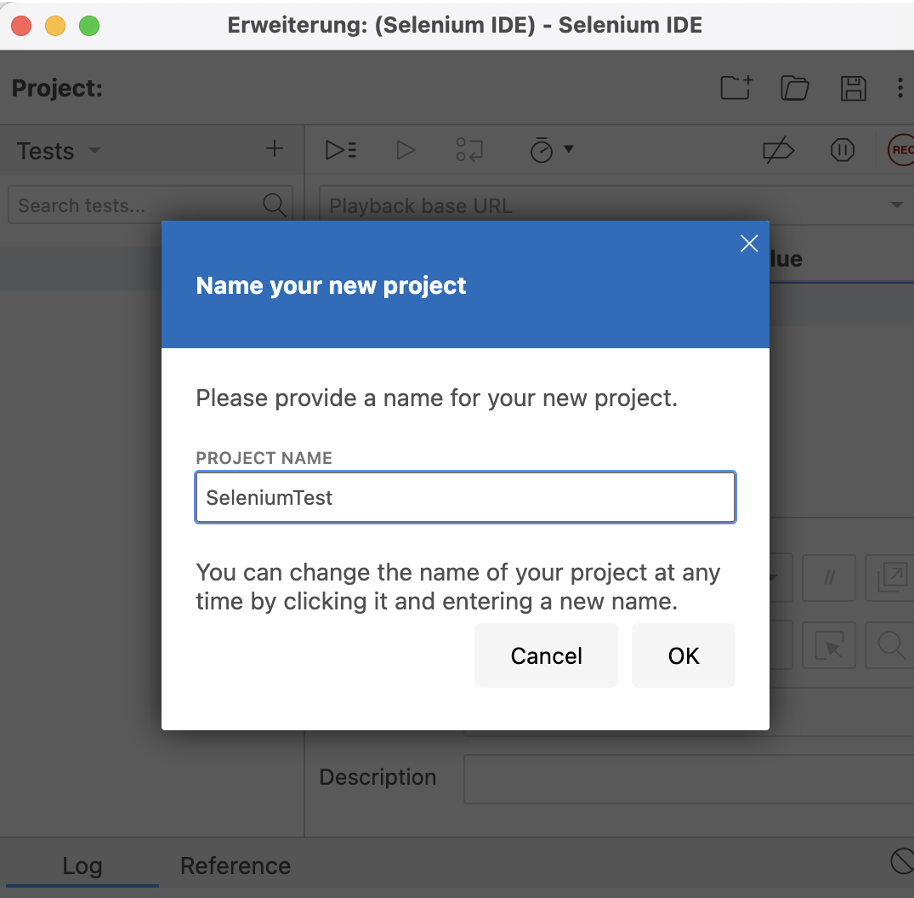 Erweiterung: (Selenium IDE) - Selenium IDE
Project:
Tests
REC
Search tests...
Playback base URL
lue
Name your new project
Please provide a name for your new project.
PROJECT NAME
SeleniumTest
You can change the name of your project at any
time by clicking it and entering a new name.
//
Cancel
OK
Description
Log
Reference